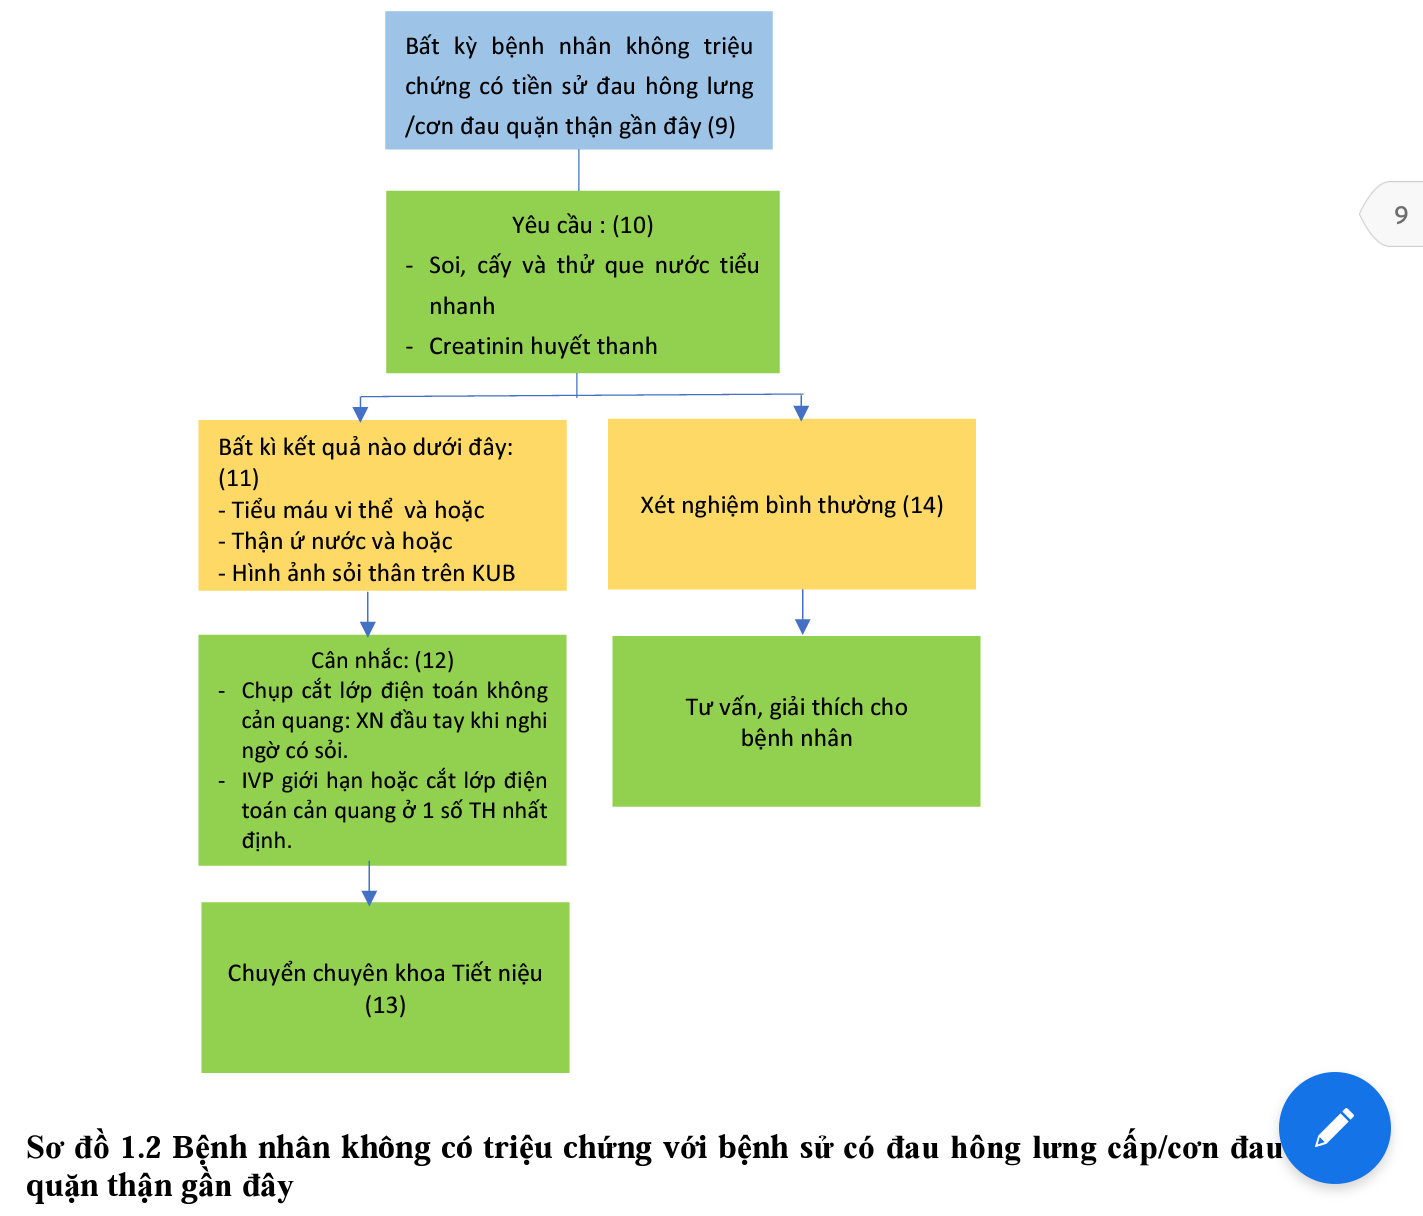 Bất kỳ bệnh nhân không triệu
chứng có tiền sử đau hông lưng
/cơn đau quặn thận gần đây (9)
Yêu cầu : (10)
- Soi, cấy và thử que nước tiểu
nhanh
- Creatinin huyết thanh
9
Bất kì kết quả nào dưới đây:
(11)
- Tiểu máu vi thể  và hoặc
- Thận ứ nước và hoặc
- Hình ảnh sỏi thân trên KUB
Xét nghiệm bình thường (14)
Cân nhắc: (12)
- Chụp cắt lớp điện toán không
cản quang: XN đầu tay khi nghi
ngờ có sỏi.
- IVP giới hạn hoặc cắt lớp điện
toán cản quang ở 1 số TH nhất
định.
Tư vấn, giải thích cho
bệnh nhân
Chuyển chuyên khoa Tiết niệu
(13)
Sơ đồ 1.2 Bệnh nhân không có triệu chứng với bệnh sử có đau hông lưng cấp/cơn đau
quặn thận gần đây